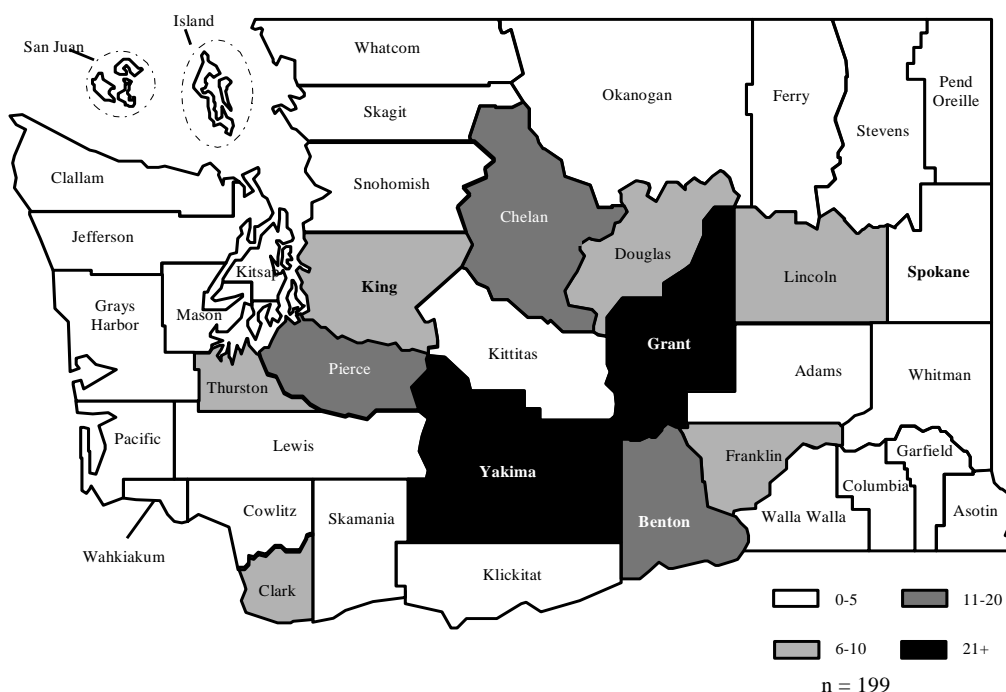 Island
San Juan
Whatcom
Okanogan
Ferry
Pend
Oreille
Skagit
Stevens
Clallam
Snohomish
Chelan
Jefferson
Douglas
Kitsap
King
Lincoln
Spokane
Grays
Harbor
Mason
Grant
Kittitas
Pierce
Adams
Whitman
Thurston
Pacific
Lewis
Yakima
Franklin
Garfield
Columbia
Cowlitz
Skamania
Benton
Walla Walla
Asotin
Wahkiakum
Klickitat
Clark
0-5
11-20
6-10
21+
n = 199